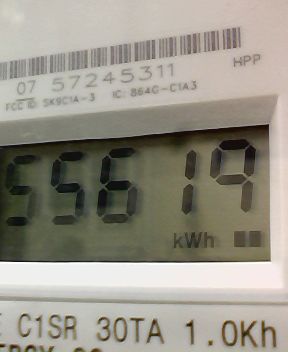 HPP
07 57245311
FCC ID: SK9C1A-3 IC: 864G-C1A3
55619
kWh
C1SR 30TA 1.0Kh